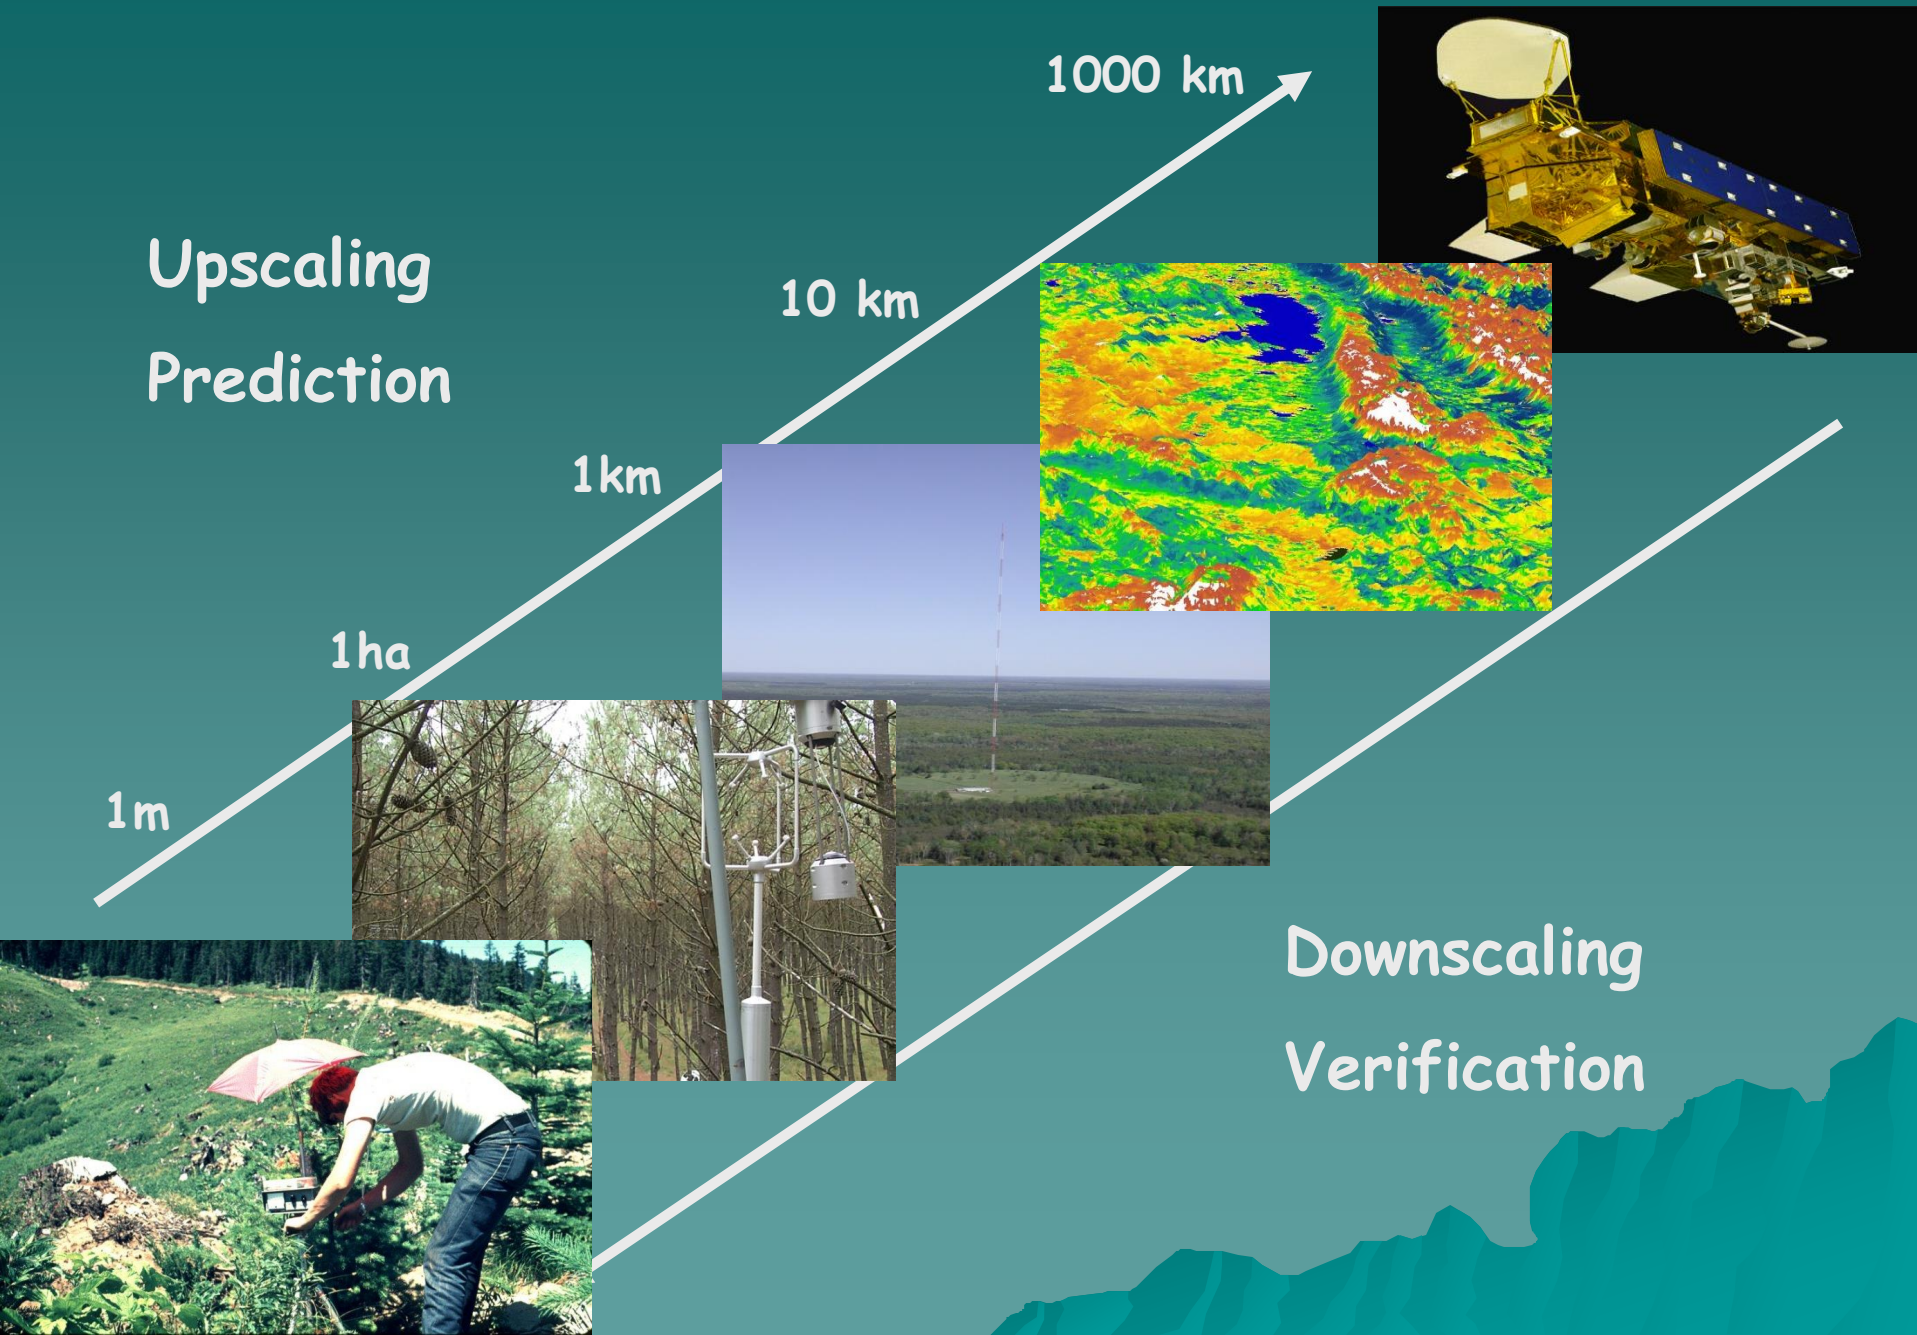 1000 km
Upscaling
10 km
Prediction
1km
1ha
1m
Downscaling
Verification